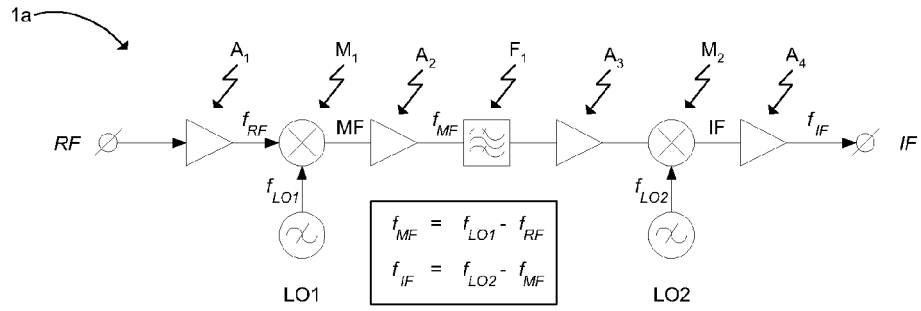 1a
A1 M1 A2 F1 A3 M2 A4
RF fRF MF fMF IF fIF IF
fLO1 fLO2
fMF = fLO1 - fRF
fIF = fLO2 - fMF
LO1 LO2